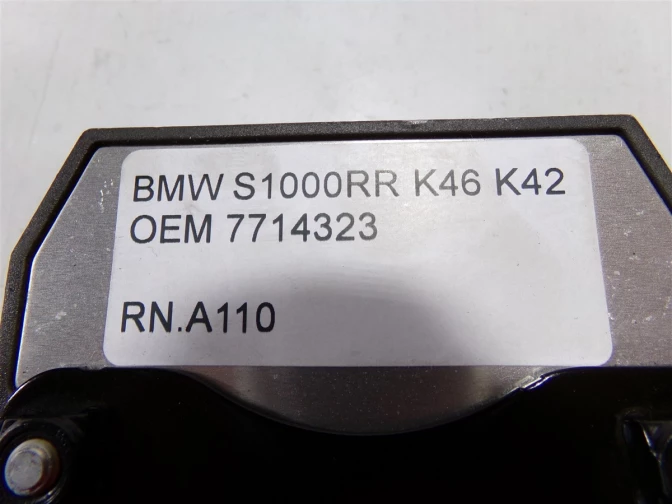 BMW S1000RR K46 K42
OEM 7714323
RN.A110